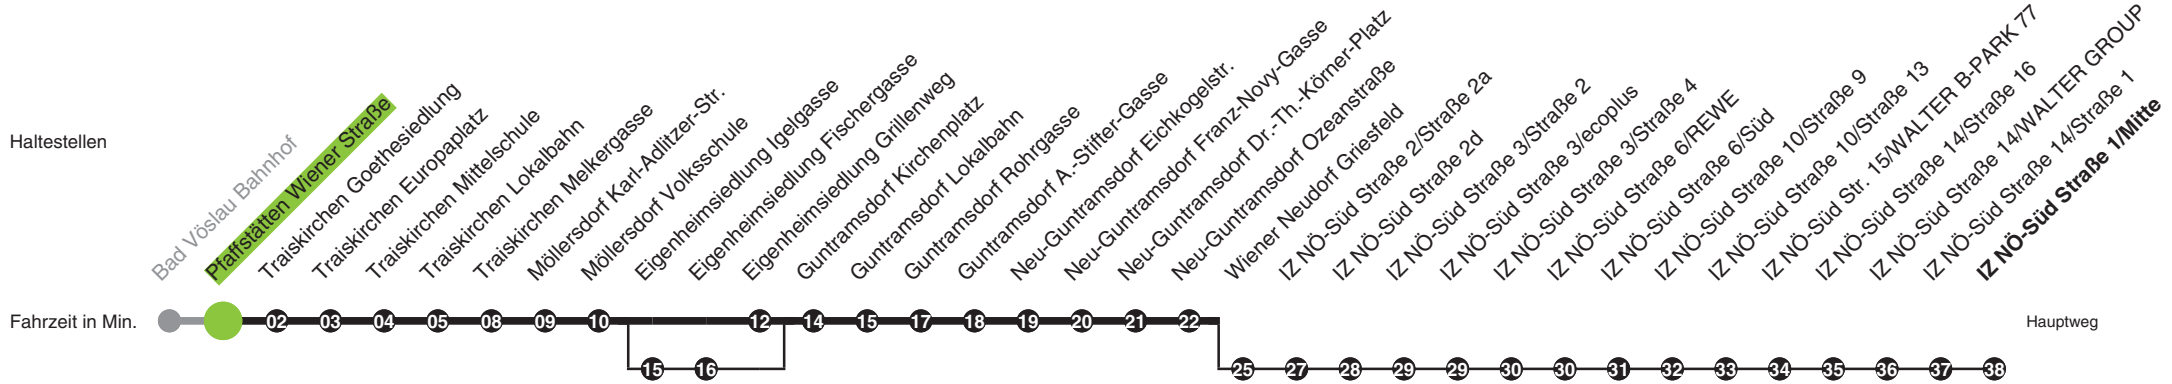 Haltestellen
Bad Vöslau Bahnhof
Pfaffstätten Wiener Straße
Traiskirchen Goethesiedlung
Traiskirchen Europaplatz
Traiskirchen Mittelschule
Traiskirchen Lokalbahn
Traiskirchen Melkergasse
Möllersdorf Karl-Adlitzer-Str.
Möllersdorf Volksschule
Eigenheimsiedlung Igelgasse
Eigenheimsiedlung Fischergasse
Eigenheimsiedlung Grillenweg
Guntramsdorf Kirchenplatz
Guntramsdorf Lokalbahn
Guntramsdorf Rohrgasse
Guntramsdorf A.-Stifter-Gasse
Neu-Guntramsdorf Eichkogelstr.
Neu-Guntramsdorf Franz-Novy-Gasse
Neu-Guntramsdorf Dr.-Th.-Körner-Platz
Neu-Guntramsdorf Ozeanstraße
Wiener Neudorf Griesfeld
IZ NÖ-Süd Straße 2/Straße 2a
IZ NÖ-Süd Straße 2d
IZ NÖ-Süd Straße 3/Straße 2
IZ NÖ-Süd Straße 3/ecoplus
IZ NÖ-Süd Straße 3/Straße 4
IZ NÖ-Süd Straße 6/REWE
IZ NÖ-Süd Straße 6/Süd
IZ NÖ-Süd Straße 10/Straße 9
IZ NÖ-Süd Straße 10/Straße 13
IZ NÖ-Süd Str. 15/WALTER B-PARK 77
IZ NÖ-Süd Straße 14/Straße 16
IZ NÖ-Süd Straße 14/WALTER GROUP
IZ NÖ-Süd Straße 14/Straße 1
IZ NÖ-Süd Straße 1/Mitte
Fahrzeit in Min. 02 03 04 05 08 09 10 12 14 15 17 18 19 20 21 22 Hauptweg
15 16 25 27 28 29 29 30 30 31 32 33 34 35 36 37 38